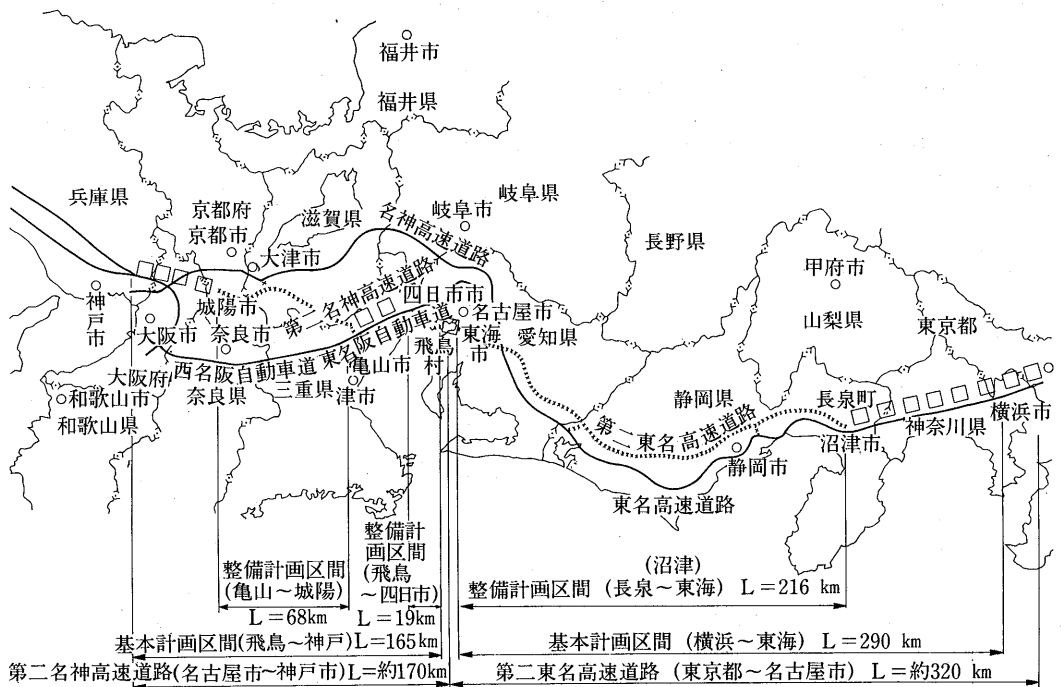 福井市
福井県
兵庫県
京都府
京都市
滋賀県
岐阜市
岐阜県
名神高速道路
長野県
大津市
甲府市
山梨県
東京都
神戸市
城陽市
第二名神高速道路
四日市市
名古屋市
大阪市
奈良市
東名阪自動車道
飛鳥村
東海市
愛知県
西名阪自動車道
亀山市
大阪府
和歌山市
和歌山県
奈良県
三重県
津市
静岡県
第二東名高速道路
長泉町
沼津市
神奈川県
横浜市
静岡市
東名高速道路
整備計画区間
(亀山～城陽)
L＝68km
整備計
画区間
(飛鳥
～四日市)
L＝19km
(沼津)
整備計画区間 (長泉～東海) L＝216 km
基本計画区間(飛鳥～神戸)L＝165km
基本計画区間 (横浜～東海) L＝290 km
第二名神高速道路(名古屋市～神戸市)L＝約170km
第二東名高速道路 (東京都～名古屋市) L＝約320 km